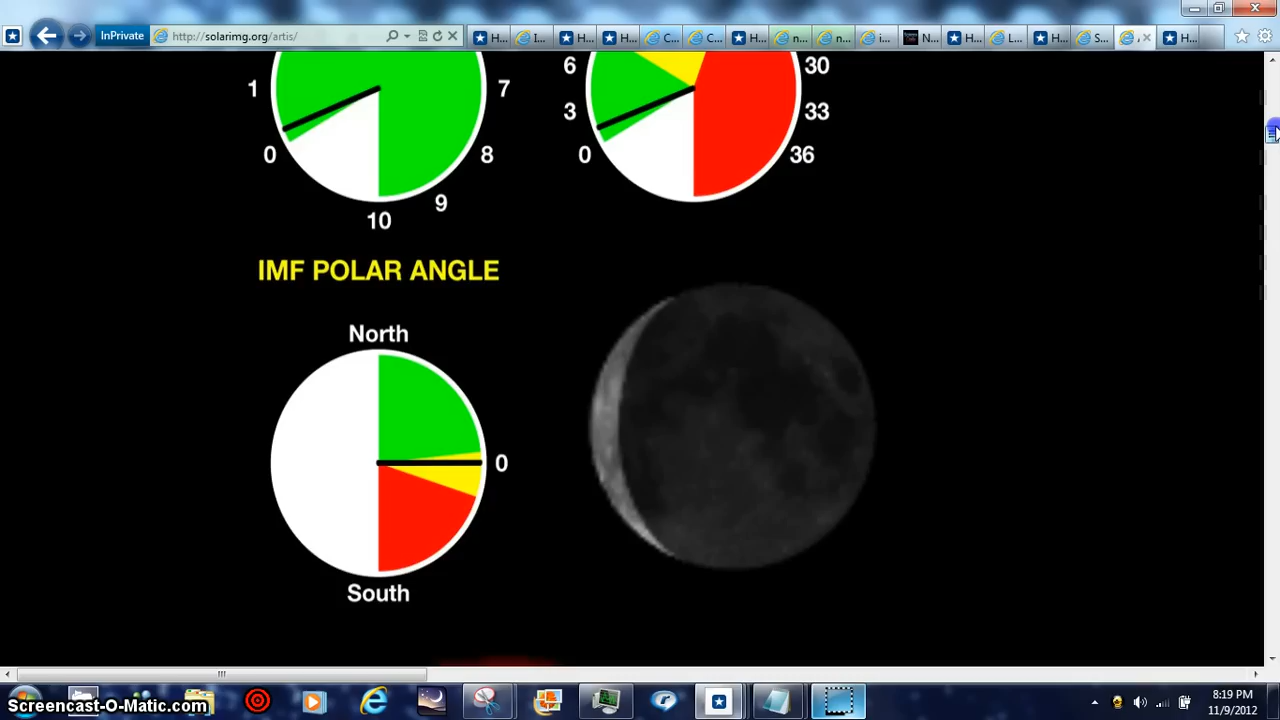 InPrivate
http://solarimg.org/artis/
H... I... H... H... C... C... H... n... n... i... N... H... L... H... S... H...
6 30
1 7 3 33
0 8 0 36
9
10
IMF POLAR ANGLE
North
0
South
Screencast-O-Matic.com
8:19 PM
11/9/2012